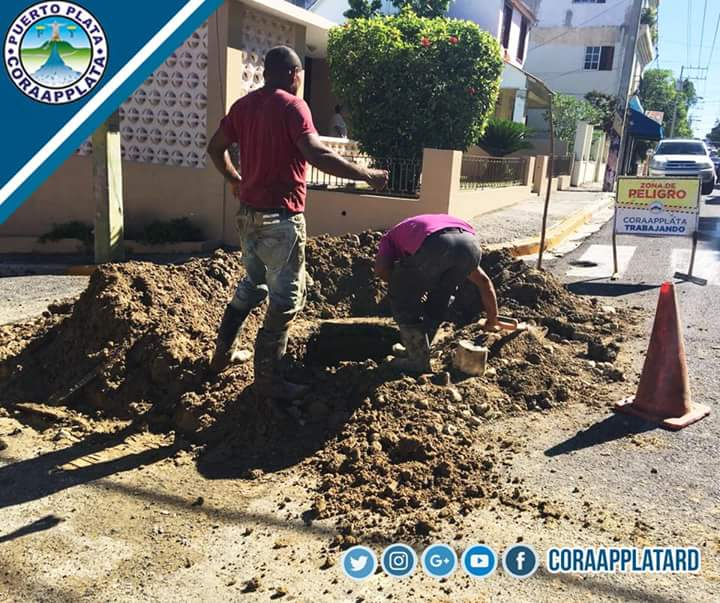 PUERTO PLATA
CORAAPPLATA
ZONA DE
PELIGRO
CORAAPPLATA
TRABAJANDO
CORAAPPLATARD